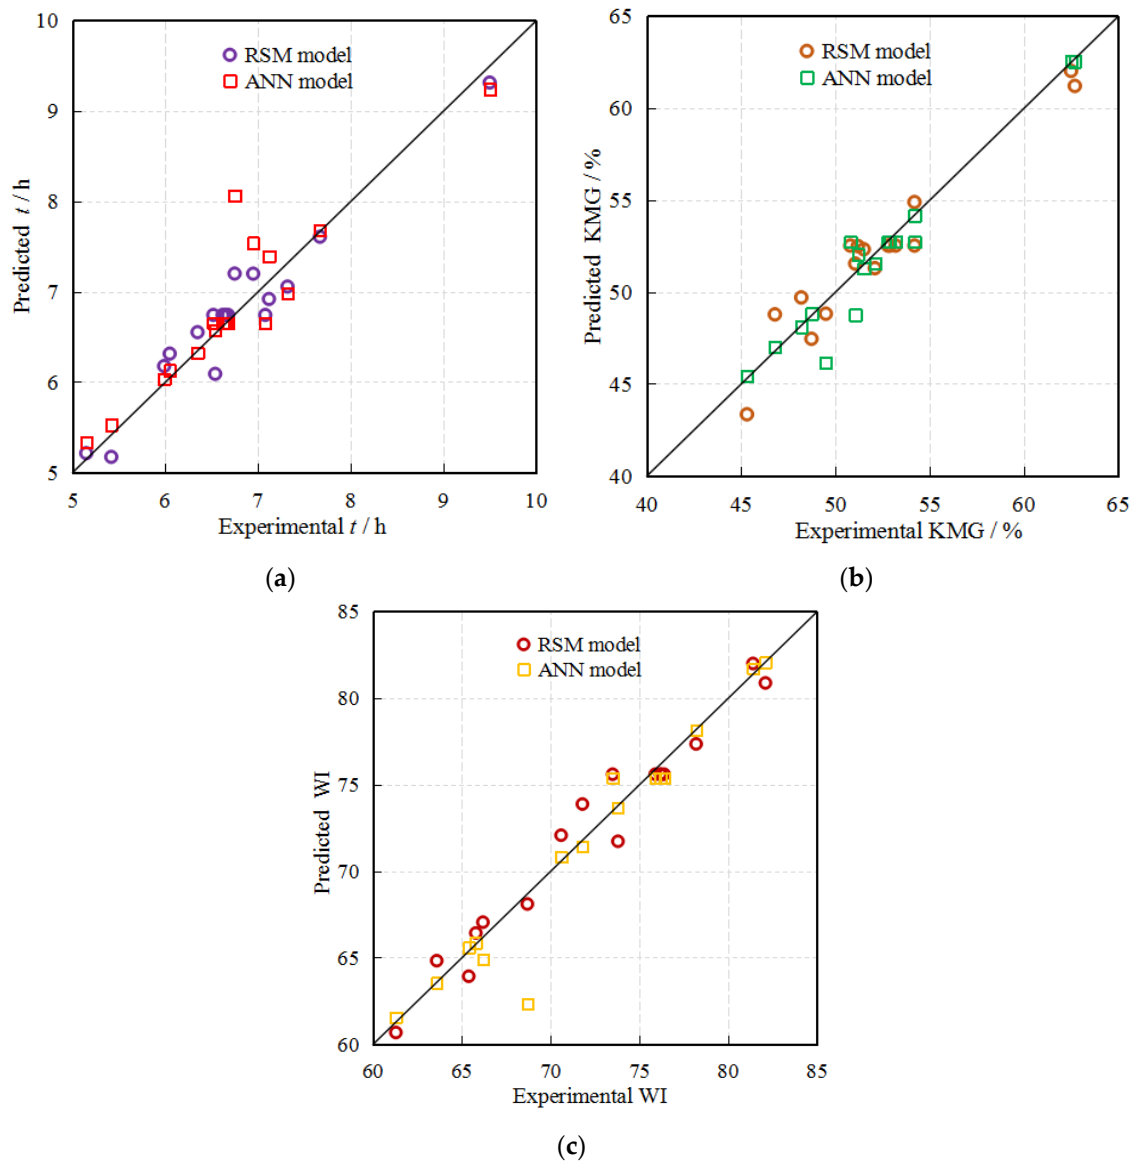 10
9
8
7
6
5
5
6
7
8
9
10
Predicted t / h
Experimental t / h
RSM model
ANN model
(a)
65
60
55
50
45
40
40
45
50
55
60
65
Predicted KMG / %
Experimental KMG / %
RSM model
ANN model
(b)
85
80
75
70
65
60
60
65
70
75
80
85
Predicted WI
Experimental WI
RSM model
ANN model
(c)